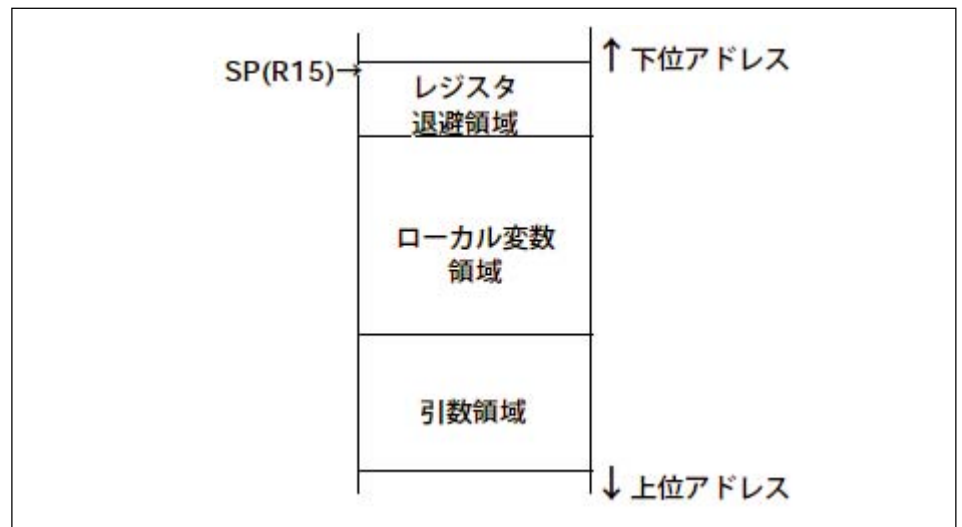 ↑ 下位アドレス
SP(R15)→
レジスタ
退避領域
ローカル変数
領域
引数領域
↓ 上位アドレス